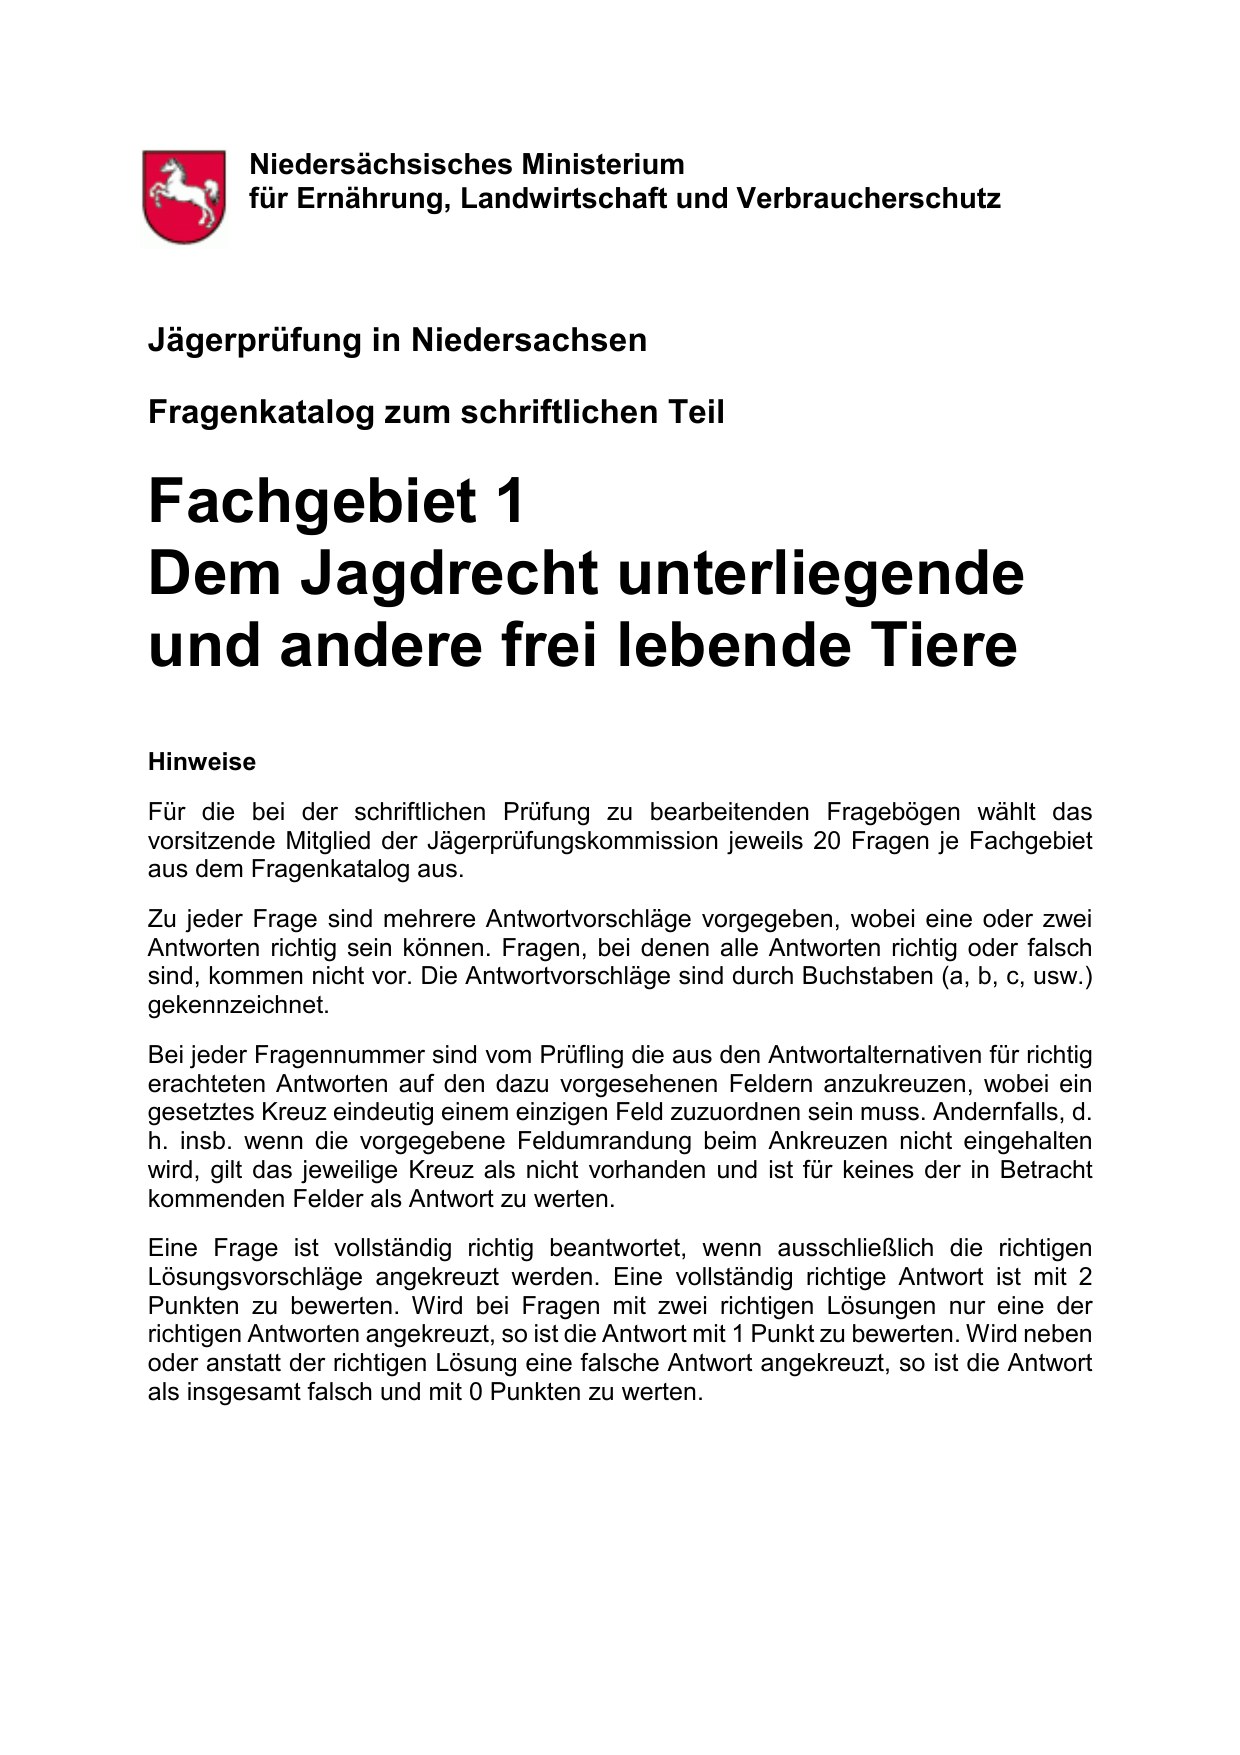 Niedersächsisches Ministerium
für Ernährung, Landwirtschaft und Verbraucherschutz
Jägerprüfung in Niedersachsen
Fragenkatalog zum schriftlichen Teil
Fachgebiet 1
Dem Jagdrecht unterliegende
und andere frei lebende Tiere
Hinweise
Für die bei der schriftlichen Prüfung zu bearbeitenden Fragebögen wählt das
vorsitzende Mitglied der Jägerprüfungskommission jeweils 20 Fragen je Fachgebiet
aus dem Fragenkatalog aus.
Zu jeder Frage sind mehrere Antwortvorschläge vorgegeben, wobei eine oder zwei
Antworten richtig sein können. Fragen, bei denen alle Antworten richtig oder falsch
sind, kommen nicht vor. Die Antwortvorschläge sind durch Buchstaben (a, b, c, usw.)
gekennzeichnet.
Bei jeder Fragennummer sind vom Prüfling die aus den Antwortalternativen für richtig
erachteten Antworten auf den dazu vorgesehenen Feldern anzukreuzen, wobei ein
gesetztes Kreuz eindeutig einem einzigen Feld zuzuordnen sein muss. Andernfalls, d.
h. insb. wenn die vorgegebene Feldumrandung beim Ankreuzen nicht eingehalten
wird, gilt das jeweilige Kreuz als nicht vorhanden und ist für keines der in Betracht
kommenden Felder als Antwort zu werten.
Eine Frage ist vollständig richtig beantwortet, wenn ausschließlich die richtigen
Lösungsvorschläge angekreuzt werden. Eine vollständig richtige Antwort ist mit 2
Punkten zu bewerten. Wird bei Fragen mit zwei richtigen Lösungen nur eine der
richtigen Antworten angekreuzt, so ist die Antwort mit 1 Punkt zu bewerten. Wird neben
oder anstatt der richtigen Lösung eine falsche Antwort angekreuzt, so ist die Antwort
als insgesamt falsch und mit 0 Punkten zu werten.